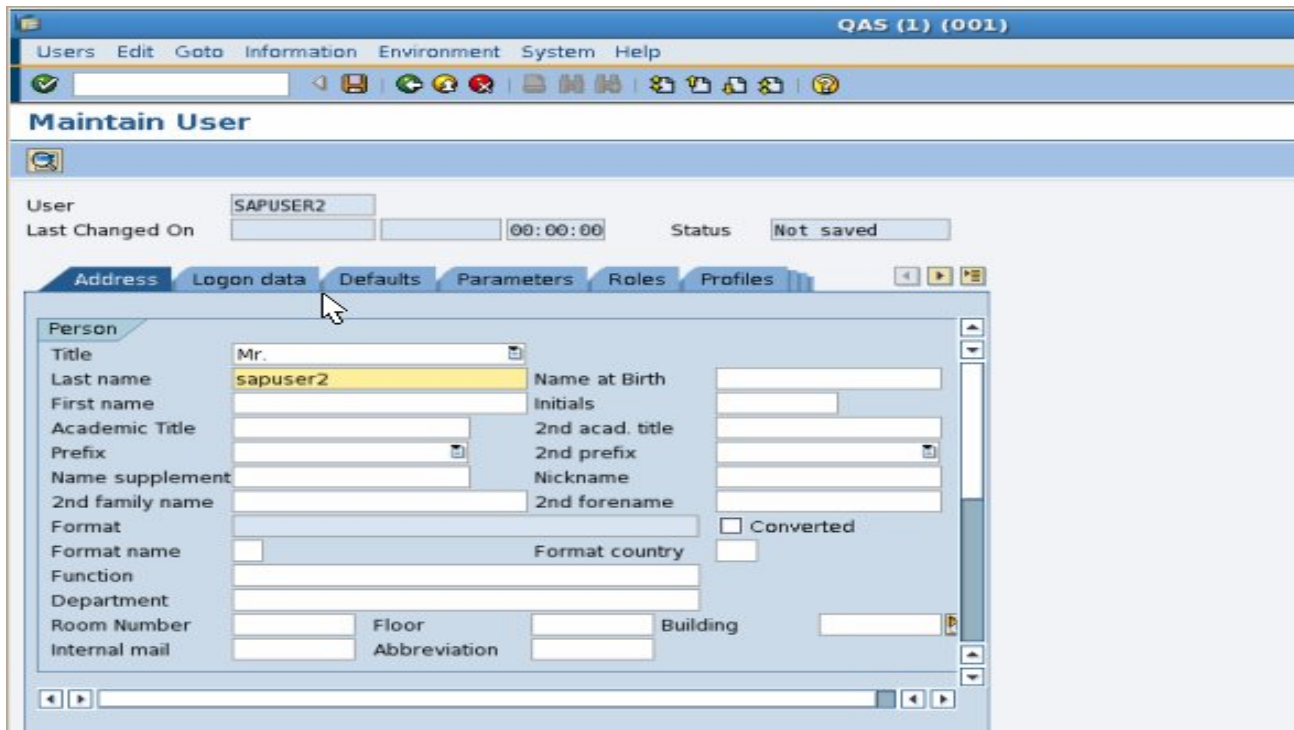 QAS (1) (001)
Users Edit Goto Information Environment System Help
Maintain User
User SAPUSER2
Last Changed On 00:00:00 Status Not saved
Address Logon data Defaults Parameters Roles Profiles
Person
Title Mr.
Last name sapuser2 Name at Birth
First name Initials
Academic Title 2nd acad. title
Prefix 2nd prefix
Name supplement Nickname
2nd family name 2nd forename
Format Converted
Format name Format country
Function
Department
Room Number Floor Building
Internal mail Abbreviation